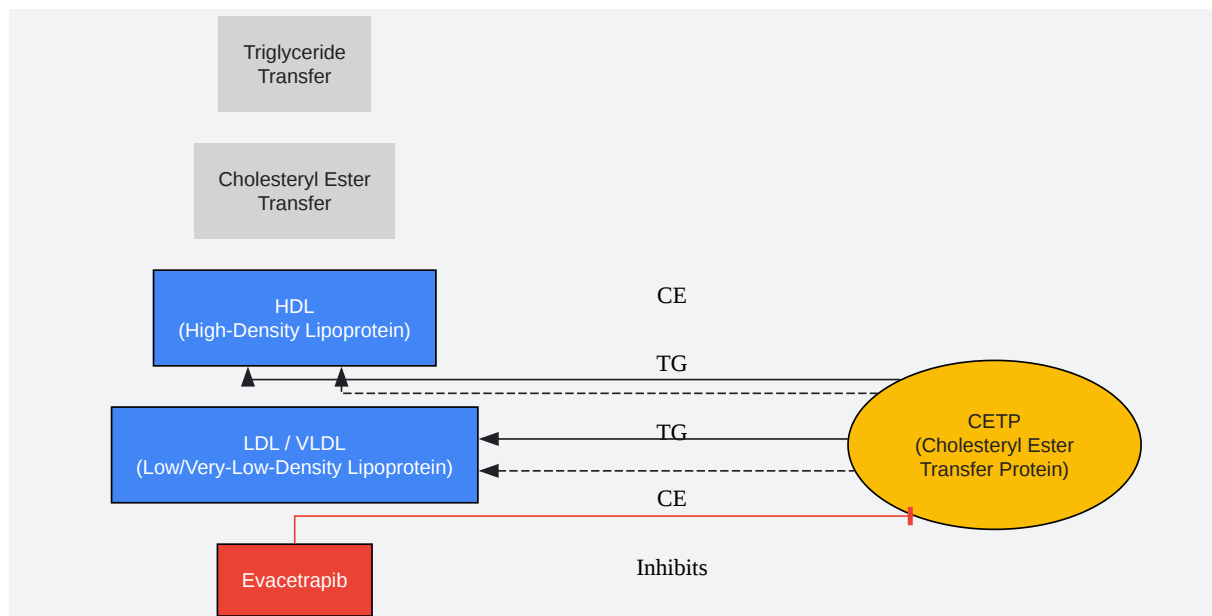 Triglyceride
Transfer
Cholesteryl Ester
Transfer
HDL
(High-Density Lipoprotein)
CE
TG
LDL / VLDL
(Low/Very-Low-Density Lipoprotein)
TG
CE
CETP
(Cholesteryl Ester
Transfer Protein)
Evacetrapib
Inhibits